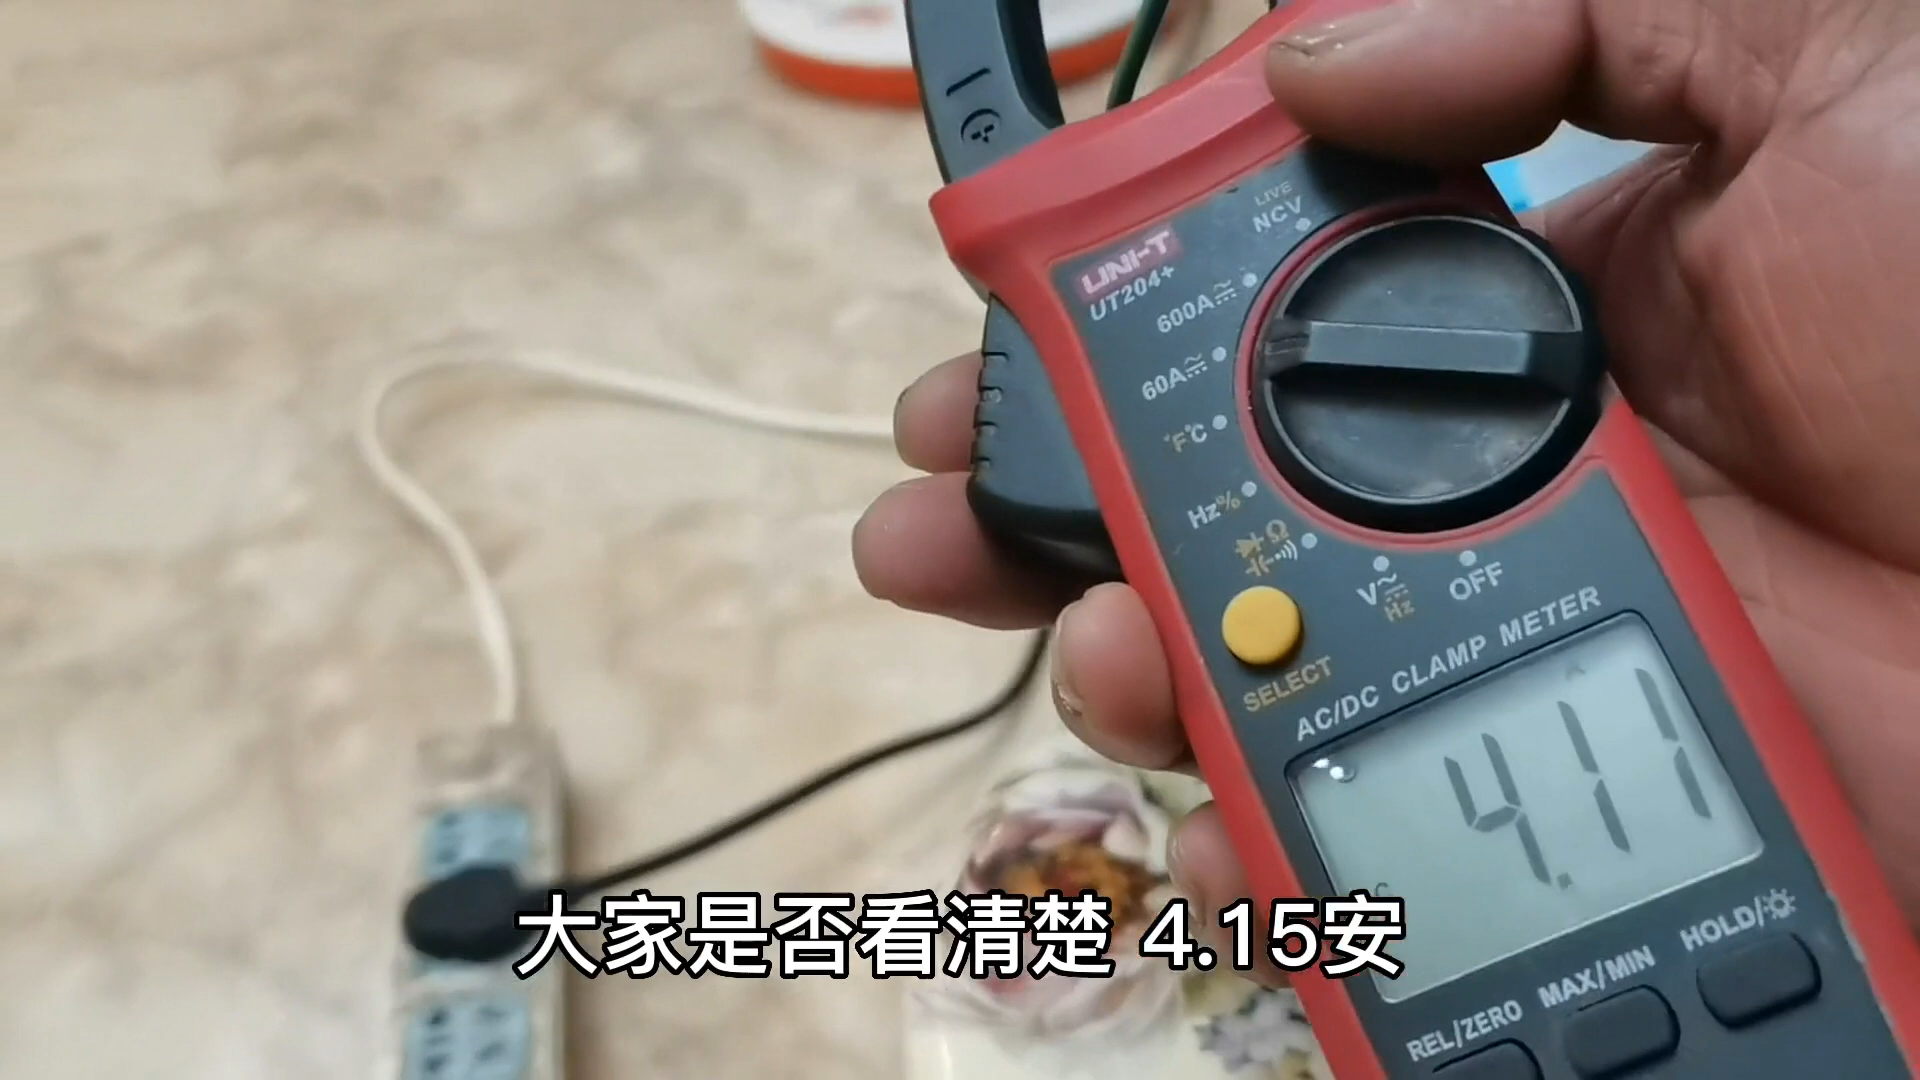 LIVE
NCV
UNI-T
UT204+
600A
60A
°F°C
Hz%
Ω
V
Hz
OFF
SELECT
AC/DC CLAMP METER
A
4.17
大家是否看清楚 4.15安
HOLD/
MAX/MIN
REL/ZERO